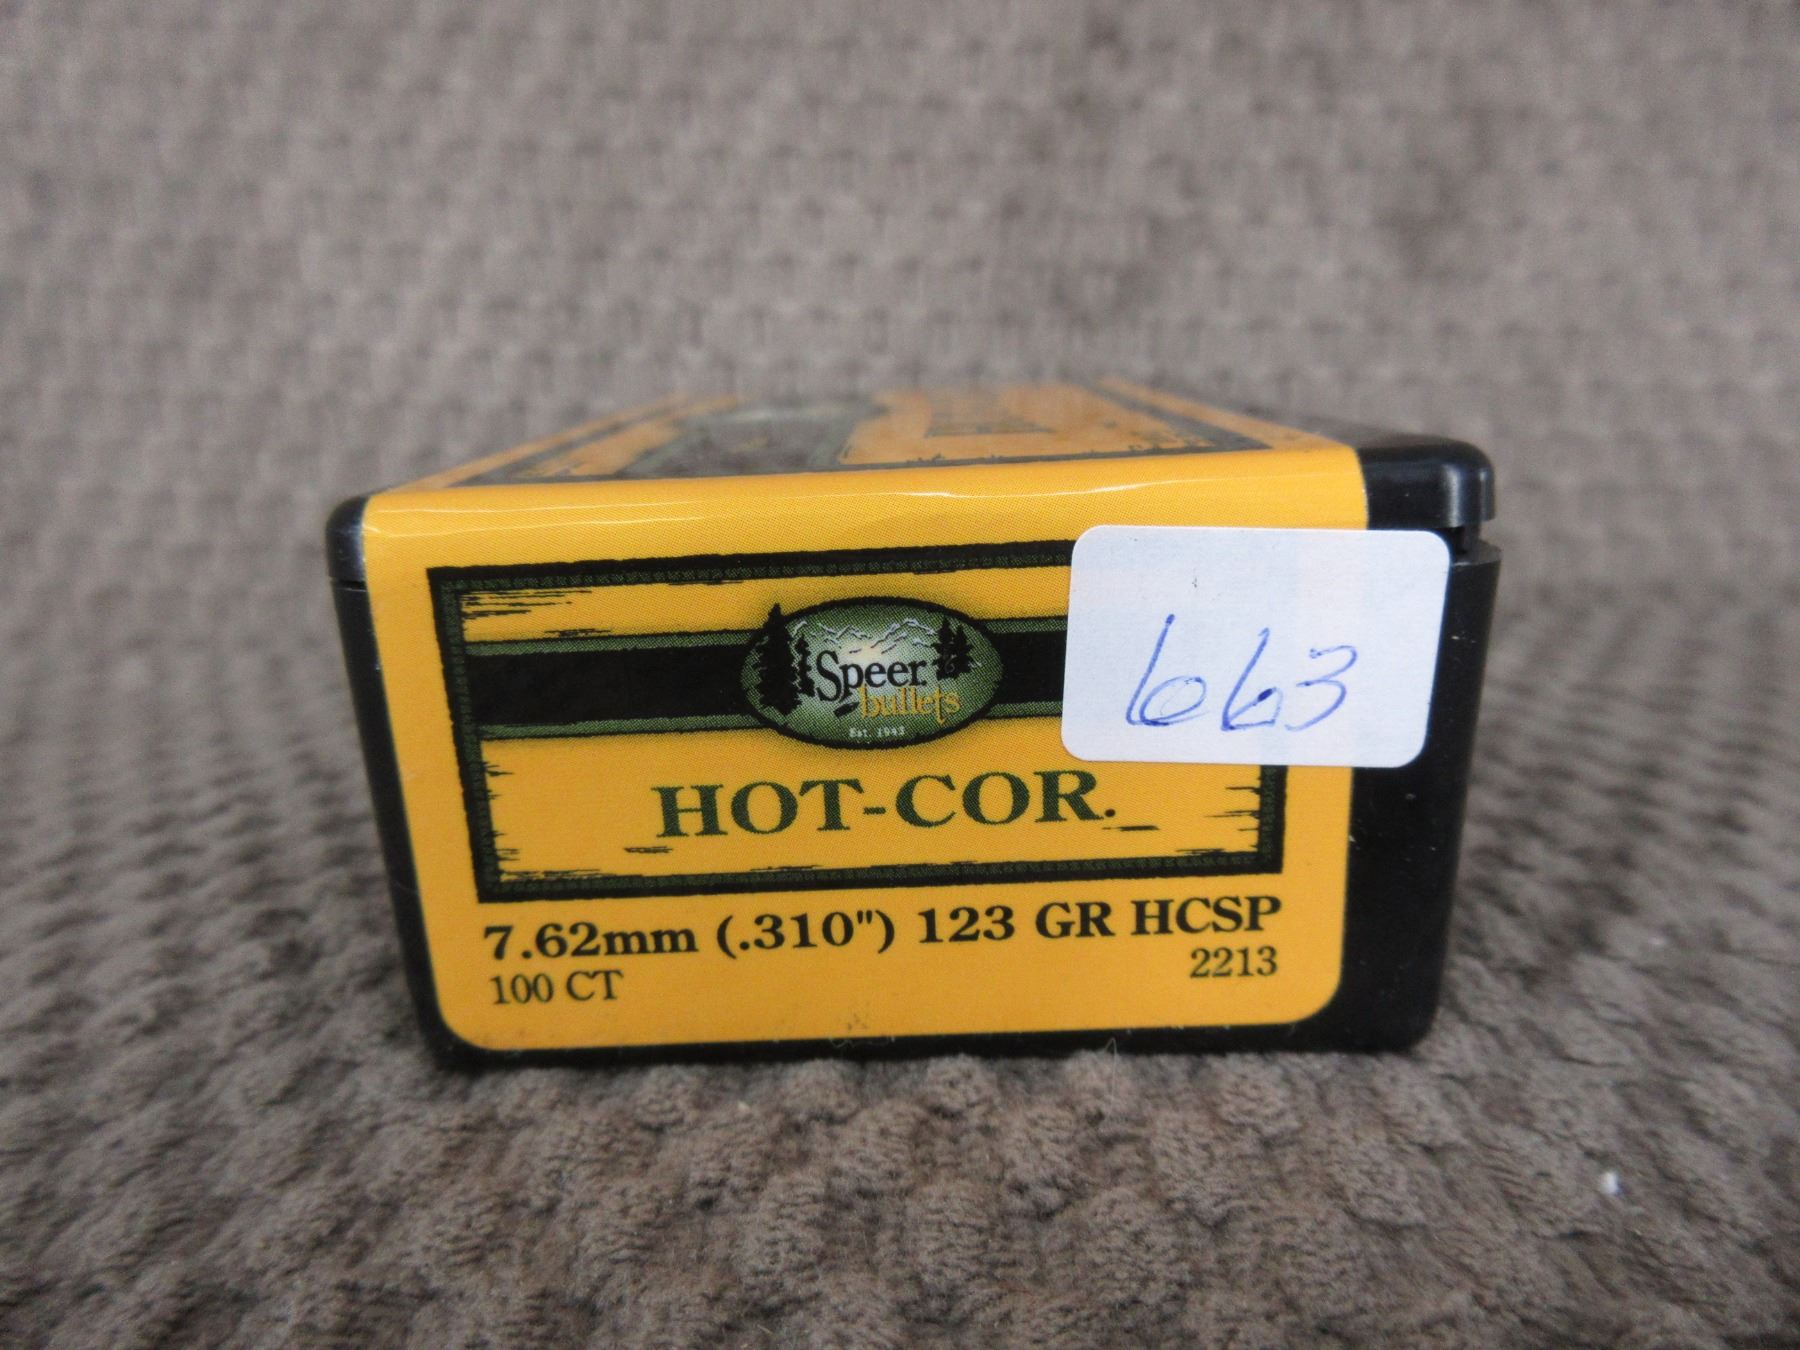 Speer
bullets
Est. 1943
663
HOT-COR.
7.62mm (.310") 123 GR HCSP
100 CT
2213